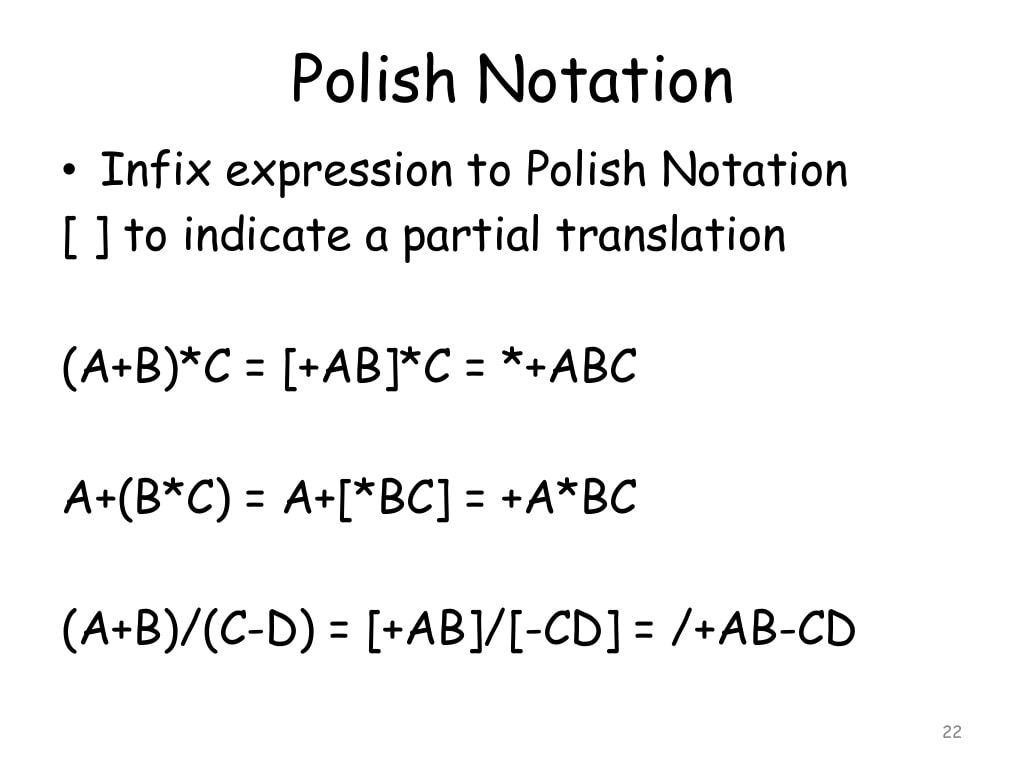 Polish Notation
• Infix expression to Polish Notation
[ ] to indicate a partial translation
(A+B)*C = [+AB]*C = *+ABC
A+(B*C) = A+[*BC] = +A*BC
(A+B)/(C-D) = [+AB]/[-CD] = /+AB-CD
22